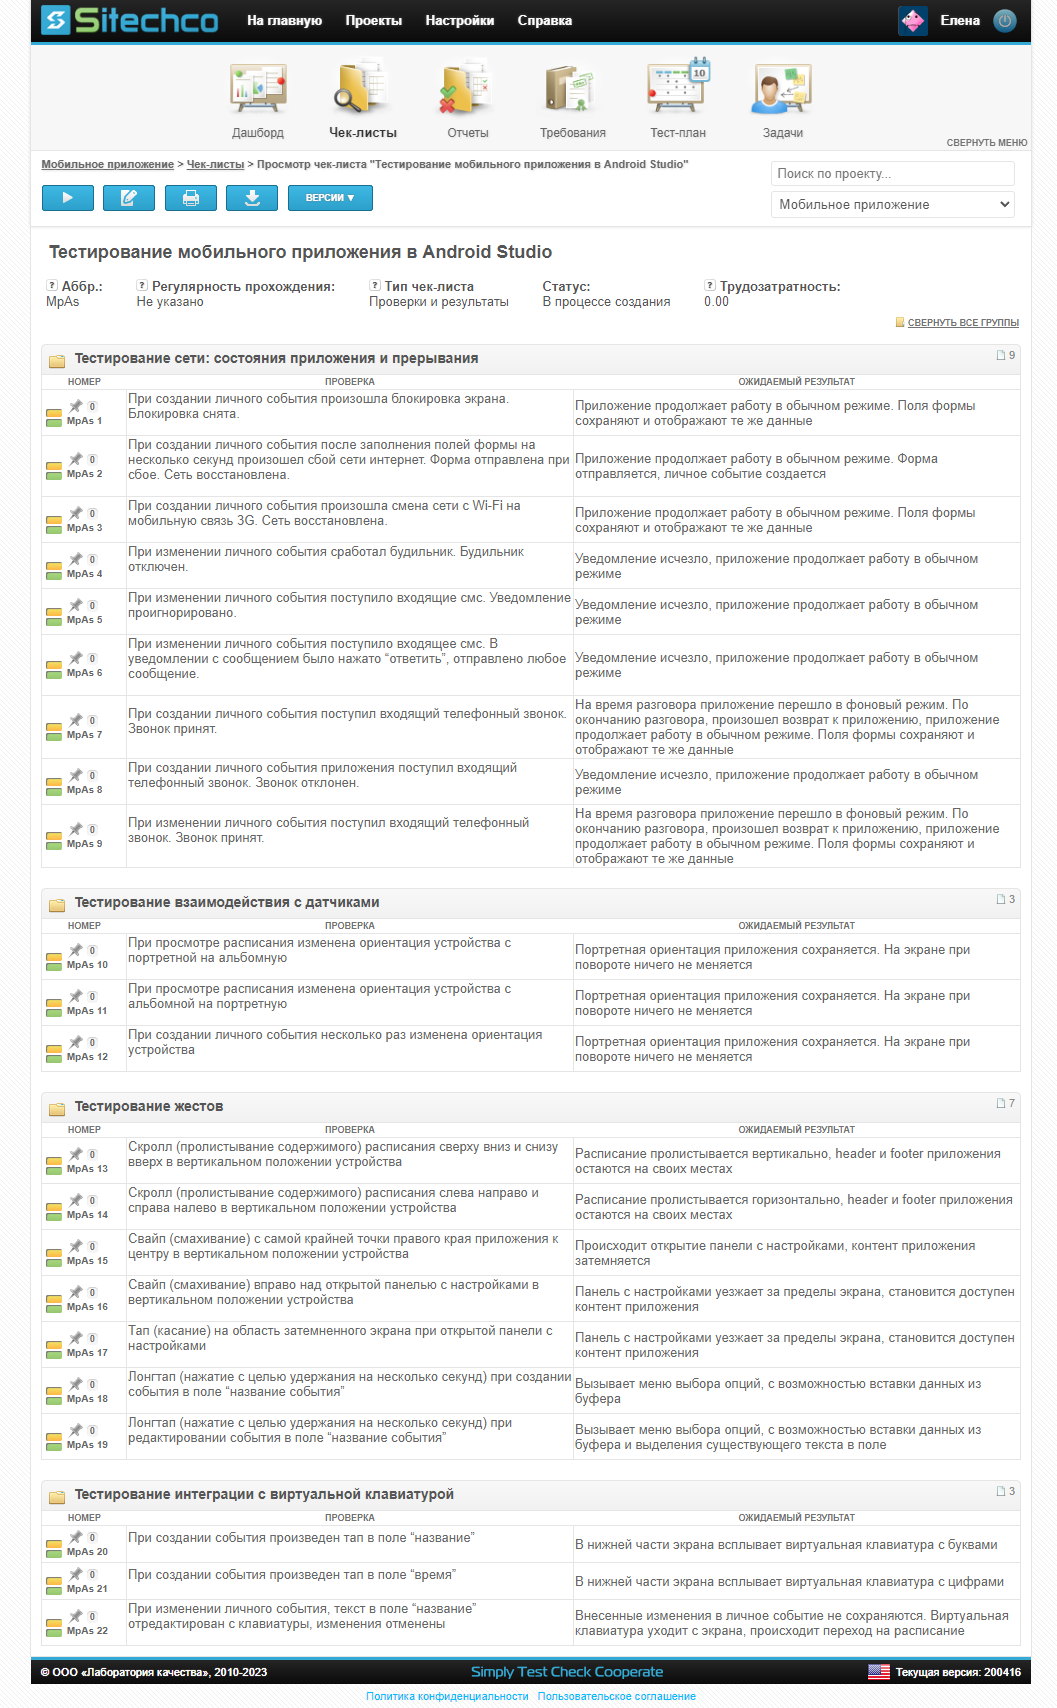 Sitechco На главную Проекты Настройки Справка Елена
10
Дашборд Чек-листы Отчеты Требования Тест-план Задачи
СВЕРНУТЬ МЕНЮ
Мобильное приложение > Чек-листы > Просмотр чек-листа "Тестирование мобильного приложения в Android Studio"
Поиск по проекту...
ВЕРСИИ ▼
Мобильное приложение
Тестирование мобильного приложения в Android Studio
? Аббр.: ? Регулярность прохождения: ? Тип чек-листа Статус: ? Трудозатратность:
MpAs Не указано Проверки и результаты В процессе создания 0.00
СВЕРНУТЬ ВСЕ ГРУППЫ
Тестирование сети: состояния приложения и прерывания 9
НОМЕР ПРОВЕРКА ОЖИДАЕМЫЙ РЕЗУЛЬТАТ
0
MpAs 1
При создании личного события произошла блокировка экрана.
Блокировка снята.
Приложение продолжает работу в обычном режиме. Поля формы
сохраняют и отображают те же данные
0
MpAs 2
При создании личного события после заполнения полей формы на
несколько секунд произошел сбой сети интернет. Форма отправлена при
сбое. Сеть восстановлена.
Приложение продолжает работу в обычном режиме. Форма
отправляется, личное событие создается
0
MpAs 3
При создании личного события произошла смена сети с Wi-Fi на
мобильную связь 3G. Сеть восстановлена.
Приложение продолжает работу в обычном режиме. Поля формы
сохраняют и отображают те же данные
0
MpAs 4
При изменении личного события сработал будильник. Будильник
отключен.
Уведомление исчезло, приложение продолжает работу в обычном
режиме
0
MpAs 5
При изменении личного события поступило входящие смс. Уведомление
проигнорировано.
Уведомление исчезло, приложение продолжает работу в обычном
режиме
0
MpAs 6
При изменении личного события поступило входящее смс. В
уведомлении с сообщением было нажато “ответить”, отправлено любое
сообщение.
Уведомление исчезло, приложение продолжает работу в обычном
режиме
0
MpAs 7
При создании личного события поступил входящий телефонный звонок.
Звонок принят.
На время разговора приложение перешло в фоновый режим. По
окончанию разговора, произошел возврат к приложению, приложение
продолжает работу в обычном режиме. Поля формы сохраняют и
отображают те же данные
0
MpAs 8
При создании личного события приложения поступил входящий
телефонный звонок. Звонок отклонен.
Уведомление исчезло, приложение продолжает работу в обычном
режиме
0
MpAs 9
При изменении личного события поступил входящий телефонный
звонок. Звонок принят.
На время разговора приложение перешло в фоновый режим. По
окончанию разговора, произошел возврат к приложению, приложение
продолжает работу в обычном режиме. Поля формы сохраняют и
отображают те же данные
Тестирование взаимодействия с датчиками 3
НОМЕР ПРОВЕРКА ОЖИДАЕМЫЙ РЕЗУЛЬТАТ
0
MpAs 10
При просмотре расписания изменена ориентация устройства с
портретной на альбомную
Портретная ориентация приложения сохраняется. На экране при
повороте ничего не меняется
0
MpAs 11
При просмотре расписания изменена ориентация устройства с
альбомной на портретную
Портретная ориентация приложения сохраняется. На экране при
повороте ничего не меняется
0
MpAs 12
При создании личного события несколько раз изменена ориентация
устройства
Портретная ориентация приложения сохраняется. На экране при
повороте ничего не меняется
Тестирование жестов 7
НОМЕР ПРОВЕРКА ОЖИДАЕМЫЙ РЕЗУЛЬТАТ
0
MpAs 13
Скролл (пролистывание содержимого) расписания сверху вниз и снизу
вверх в вертикальном положении устройства
Расписание пролистывается вертикально, header и footer приложения
остаются на своих местах
0
MpAs 14
Скролл (пролистывание содержимого) расписания слева направо и
справа налево в вертикальном положении устройства
Расписание пролистывается горизонтально, header и footer приложения
остаются на своих местах
0
MpAs 15
Свайп (смахивание) с самой крайней точки правого края приложения к
центру в вертикальном положении устройства
Происходит открытие панели с настройками, контент приложения
затемняется
0
MpAs 16
Свайп (смахивание) вправо над открытой панелью с настройками в
вертикальном положении устройства
Панель с настройками уезжает за пределы экрана, становится доступен
контент приложения
0
MpAs 17
Тап (касание) на область затемненного экрана при открытой панели с
настройками
Панель с настройками уезжает за пределы экрана, становится доступен
контент приложения
0
MpAs 18
Лонгтап (нажатие с целью удержания на несколько секунд) при создании
события в поле “название события”
Вызывает меню выбора опций, с возможностью вставки данных из
буфера
0
MpAs 19
Лонгтап (нажатие с целью удержания на несколько секунд) при
редактировании события в поле “название события”
Вызывает меню выбора опций, с возможностью вставки данных из
буфера и выделения существующего текста в поле
Тестирование интеграции с виртуальной клавиатурой 3
НОМЕР ПРОВЕРКА ОЖИДАЕМЫЙ РЕЗУЛЬТАТ
0
MpAs 20
При создании события произведен тап в поле “название”
В нижней части экрана всплывает виртуальная клавиатура с буквами
0
MpAs 21
При создании события произведен тап в поле “время”
В нижней части экрана всплывает виртуальная клавиатура с цифрами
0
MpAs 22
При изменении личного события, текст в поле “название”
отредактирован с клавиатуры, изменения отменены
Внесенные изменения в личное событие не сохраняются. Виртуальная
клавиатура уходит с экрана, происходит переход на расписание
© ООО «Лаборатория качества», 2010-2023 Simply Test Check Cooperate Текущая версия: 200416
Политика конфиденциальности Пользовательское соглашение